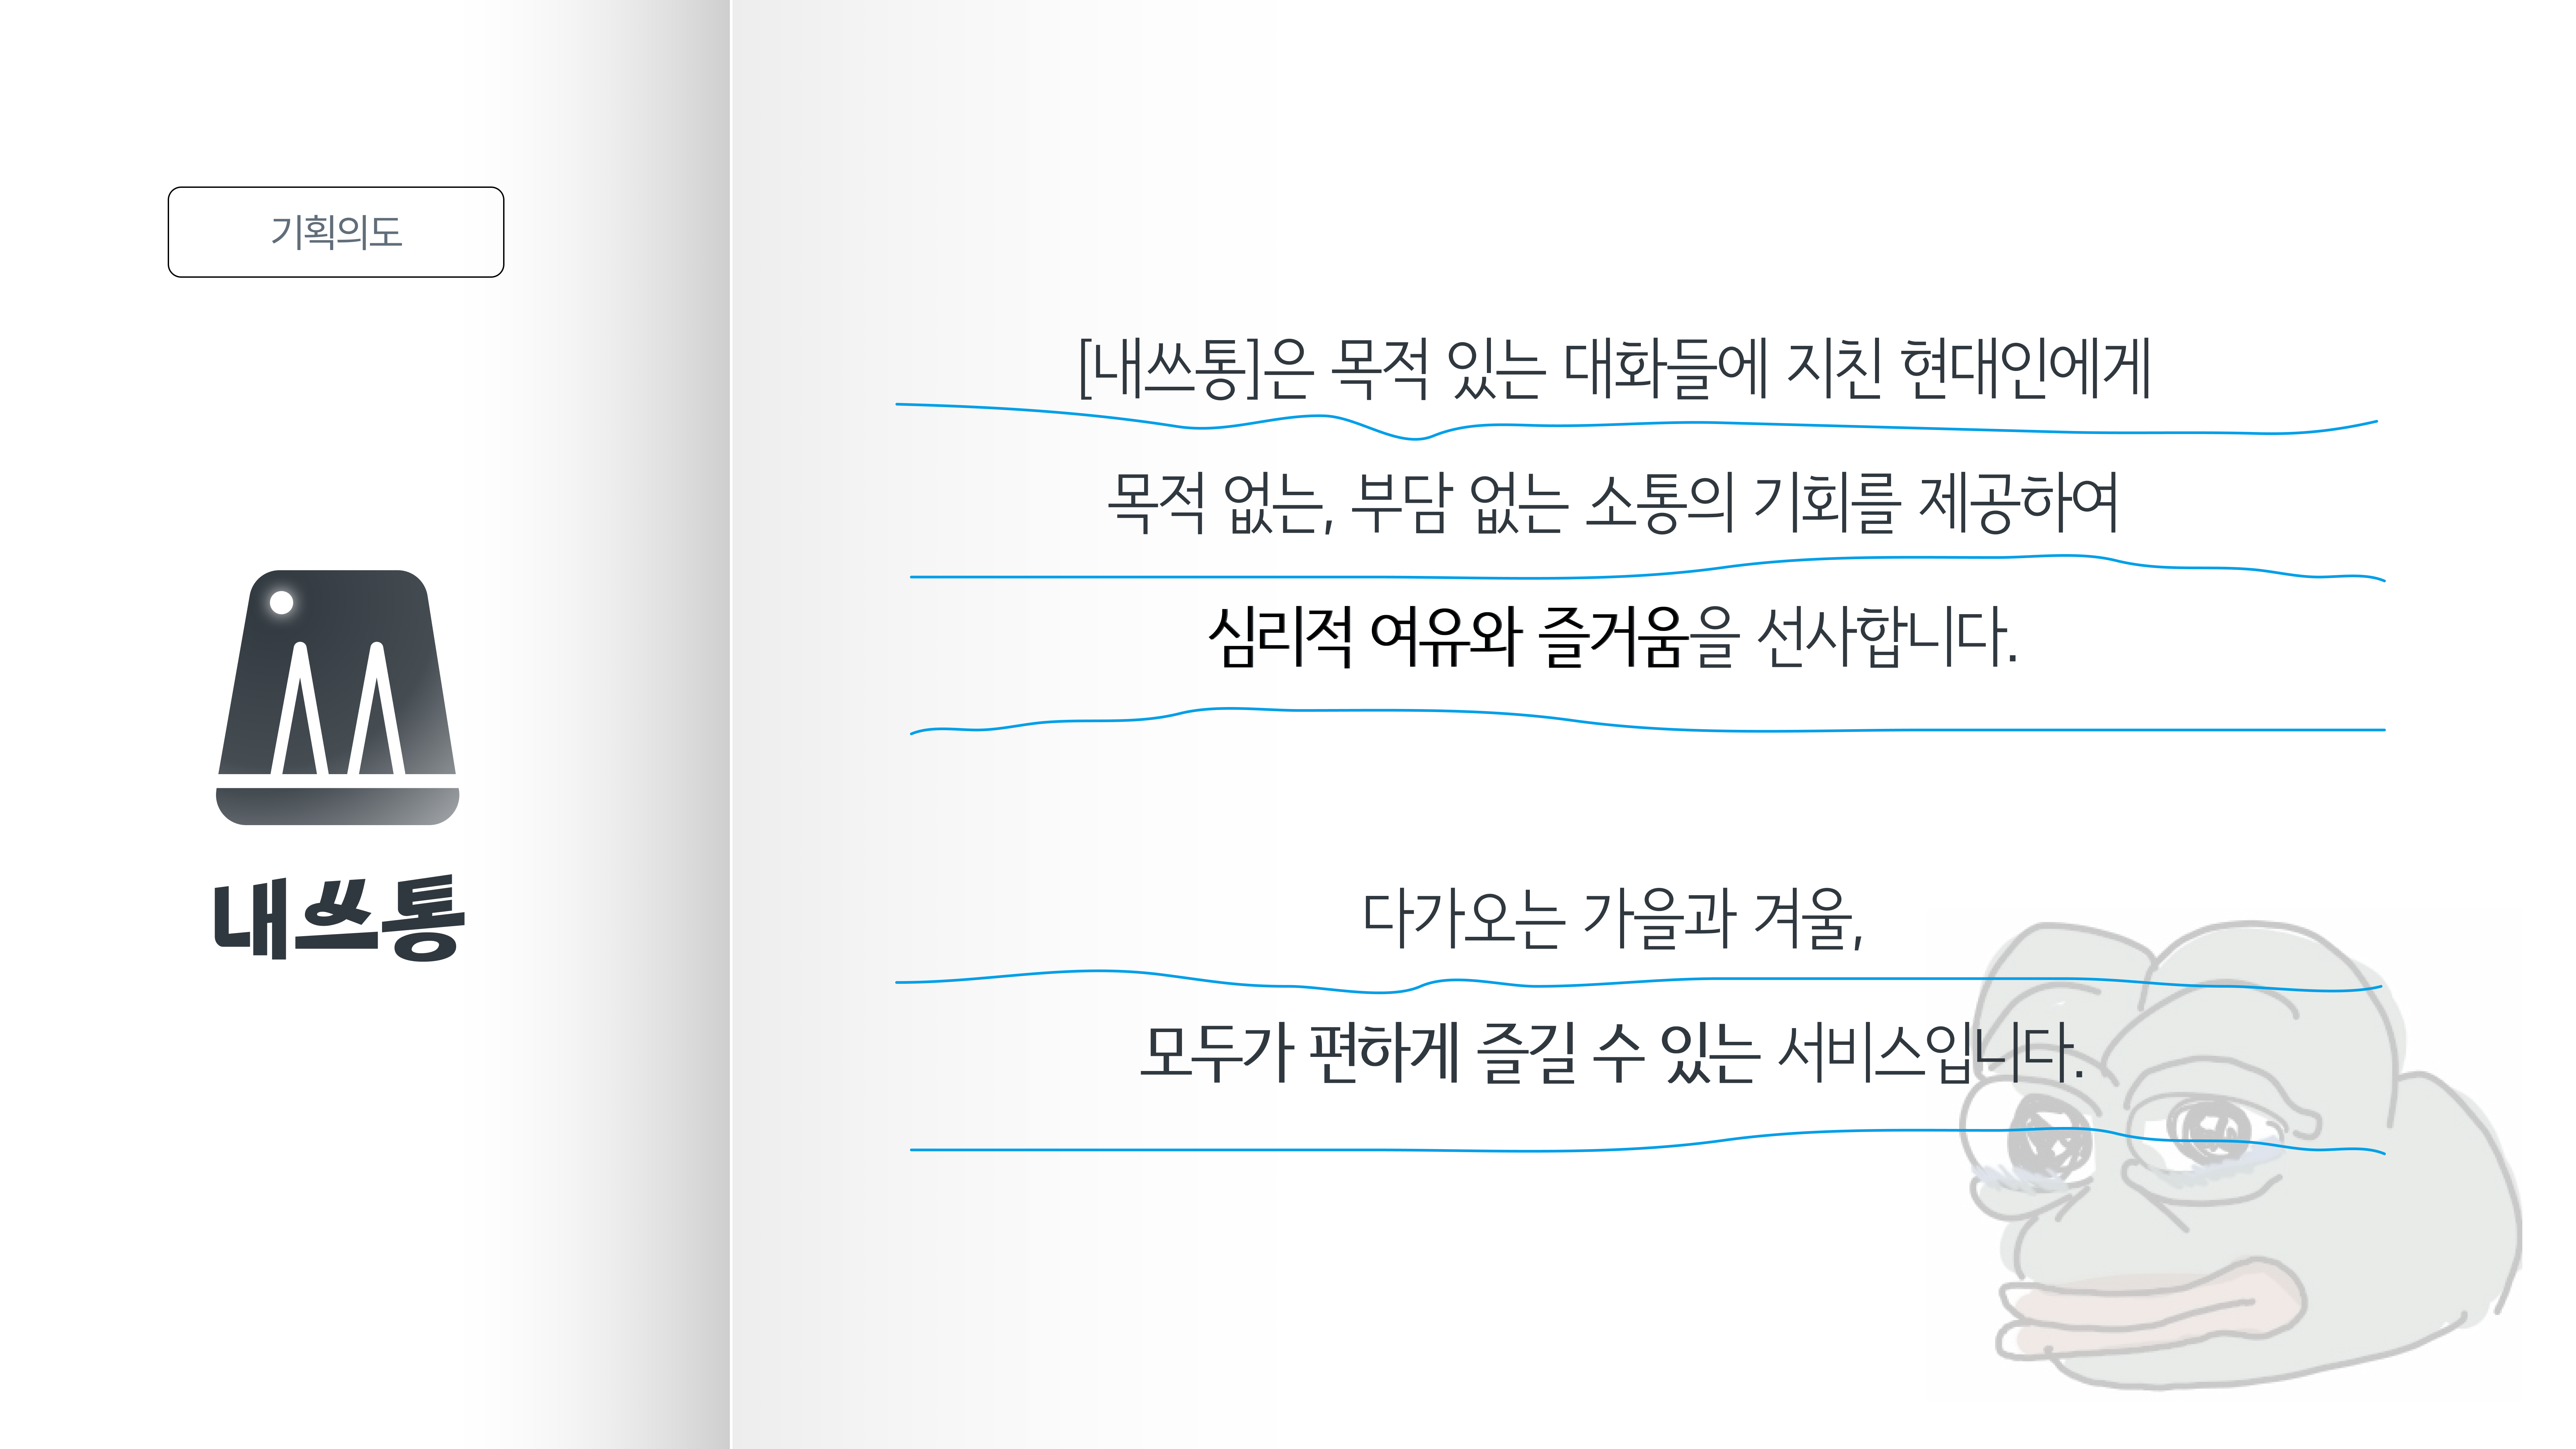 기획의도
내쓰통
[내쓰통]은 목적 있는 대화들에 지친 현대인에게
목적 없는, 부담 없는 소통의 기회를 제공하여
심리적 여유와 즐거움을 선사합니다.
다가오는 가을과 겨울,
모두가 편하게 즐길 수 있는 서비스입니다.